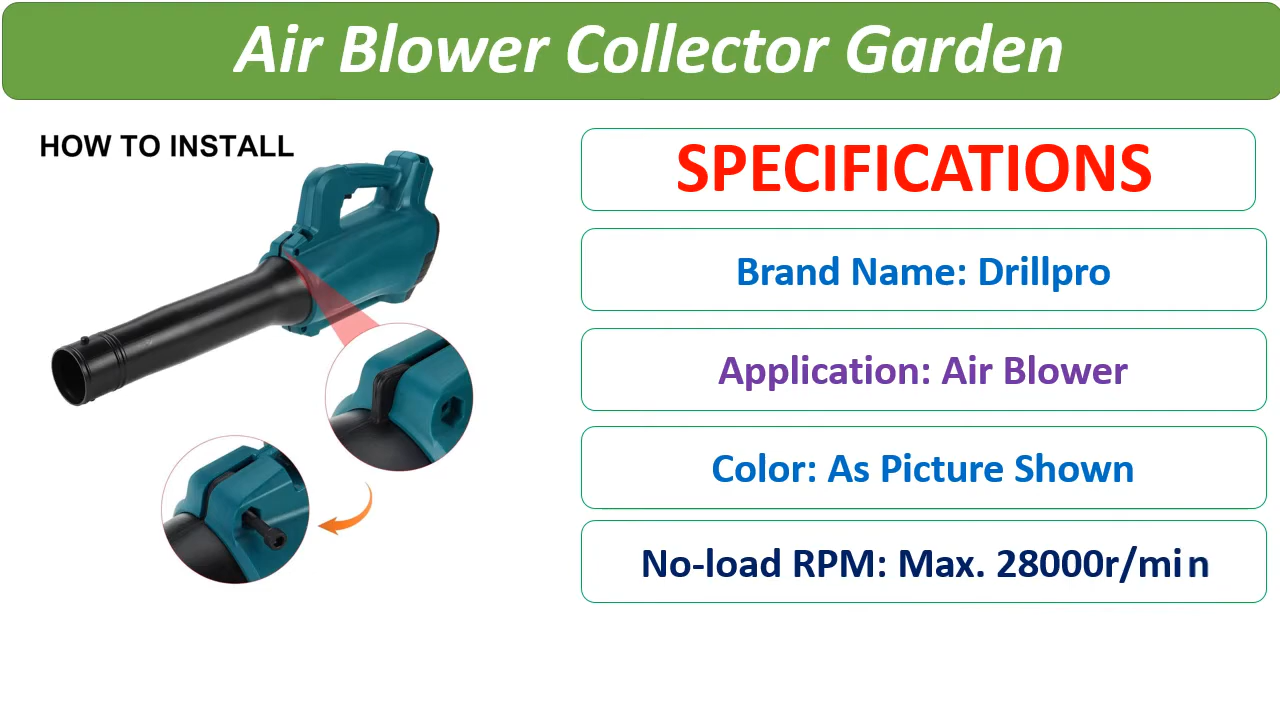 Air Blower Collector Garden
HOW TO INSTALL
SPECIFICATIONS
Brand Name: Drillpro
Application: Air Blower
Color: As Picture Shown
No-load RPM: Max. 28000r/min